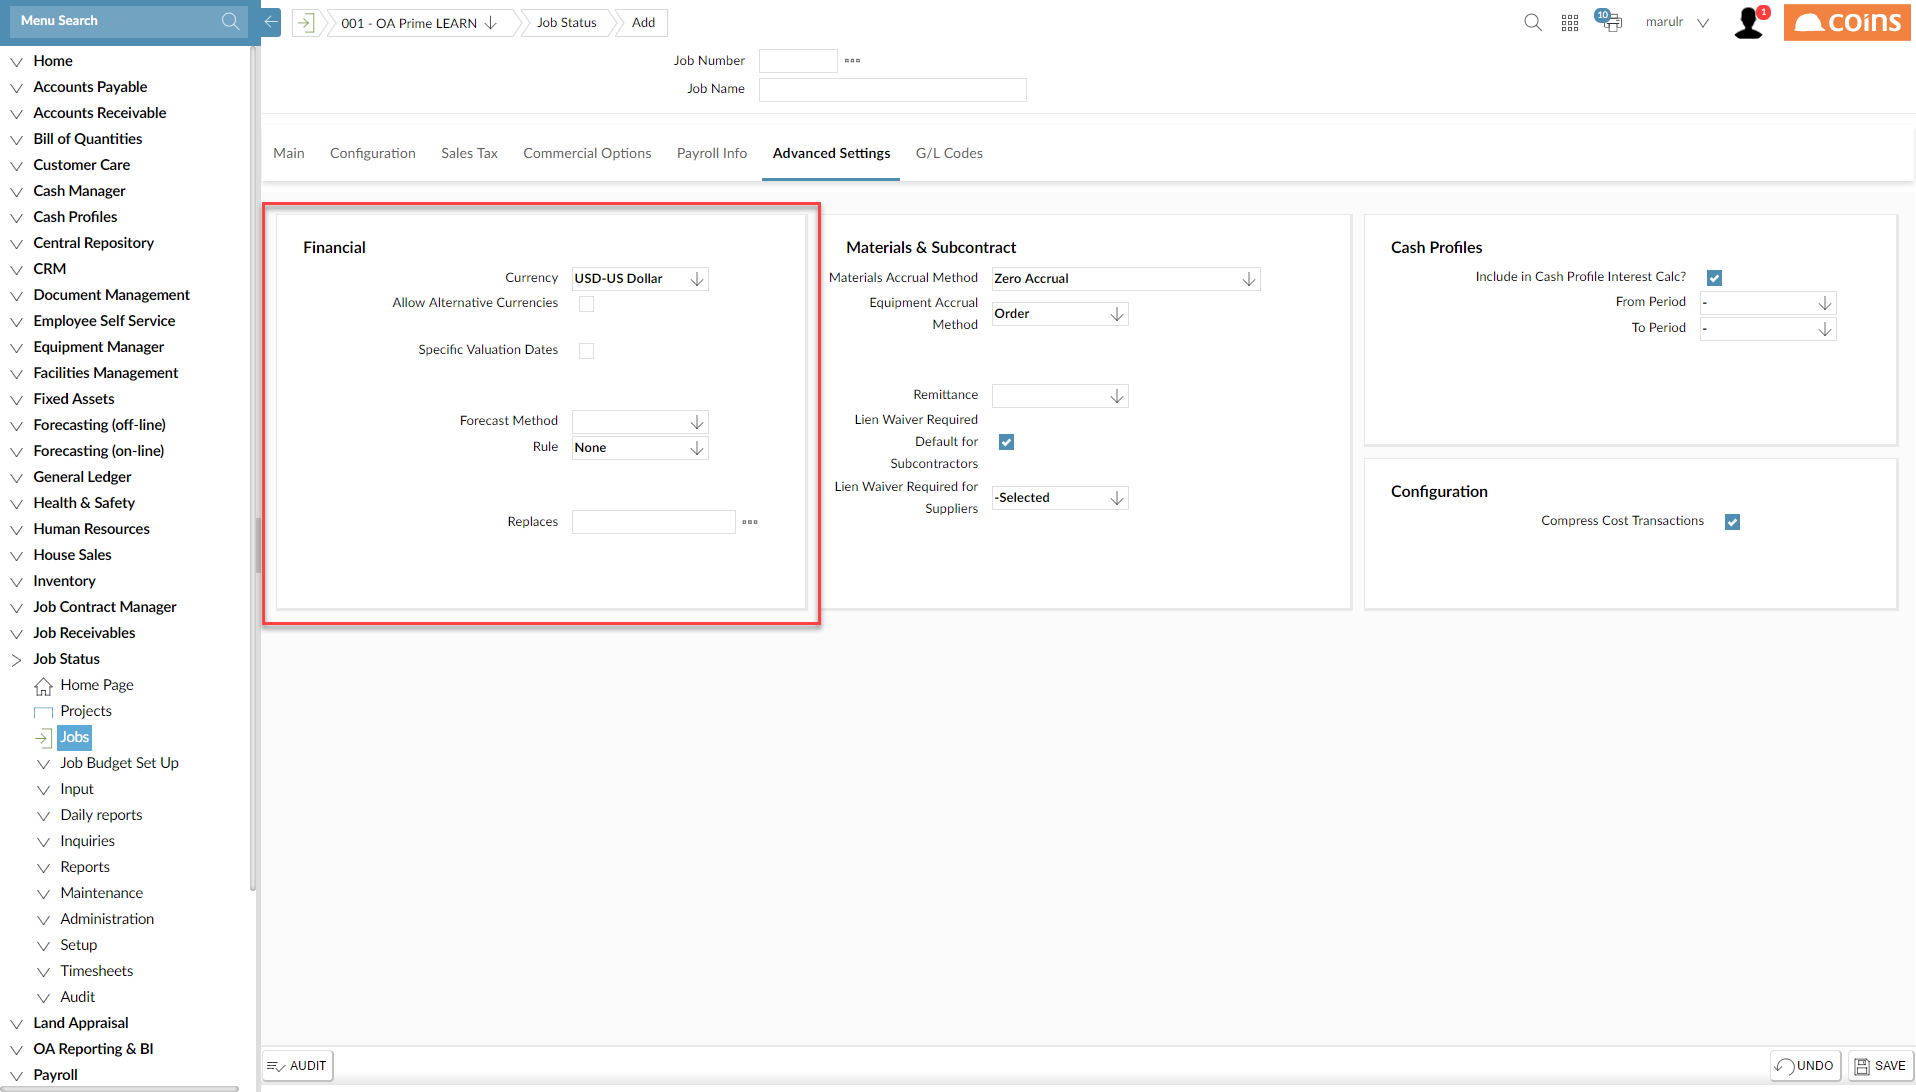 Menu Search
001 - OA Prime LEARN
Job Status
Add
10
marulr
1
coins
Home
Accounts Payable
Accounts Receivable
Bill of Quantities
Customer Care
Cash Manager
Cash Profiles
Central Repository
CRM
Document Management
Employee Self Service
Equipment Manager
Facilities Management
Fixed Assets
Forecasting (off-line)
Forecasting (on-line)
General Ledger
Health & Safety
Human Resources
House Sales
Inventory
Job Contract Manager
Job Receivables
Job Status
Home Page
Projects
Jobs
Job Budget Set Up
Input
Daily reports
Inquiries
Reports
Maintenance
Administration
Setup
Timesheets
Audit
Land Appraisal
OA Reporting & BI
Payroll
Job Number
Job Name
Main
Configuration
Sales Tax
Commercial Options
Payroll Info
Advanced Settings
G/L Codes
Financial
Currency
USD-US Dollar
Allow Alternative Currencies
Specific Valuation Dates
Forecast Method
Rule
None
Replaces
Materials & Subcontract
Materials Accrual Method
Zero Accrual
Equipment Accrual
Method
Order
Remittance
Lien Waiver Required
Default for
Subcontractors
Lien Waiver Required for
Suppliers
-Selected
Cash Profiles
Include in Cash Profile Interest Calc?
From Period
-
To Period
-
Configuration
Compress Cost Transactions
AUDIT
UNDO
SAVE